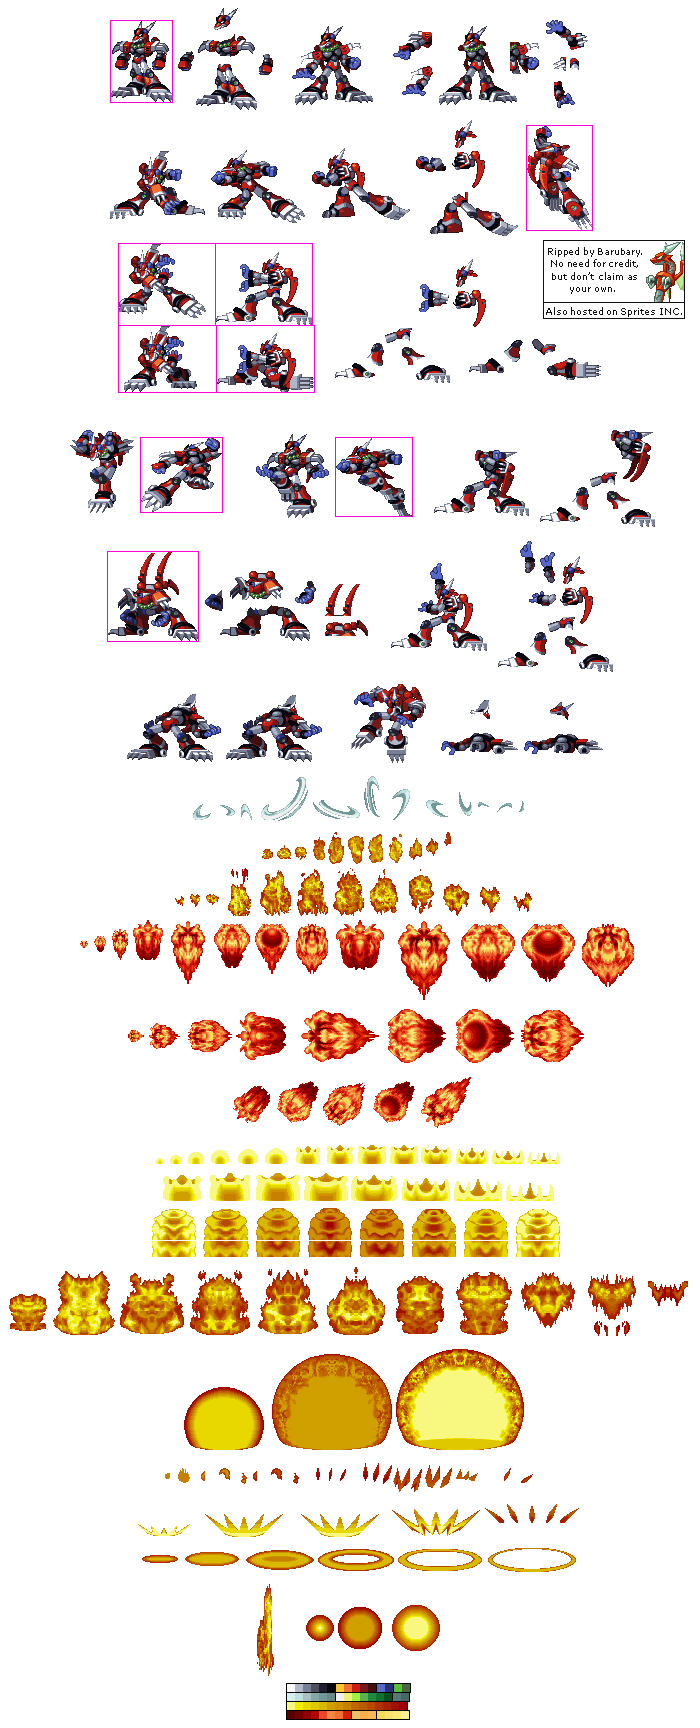 Ripped by Barubary.
No need for credit,
but don't claim as
your own.
Also hosted on Sprites INC.